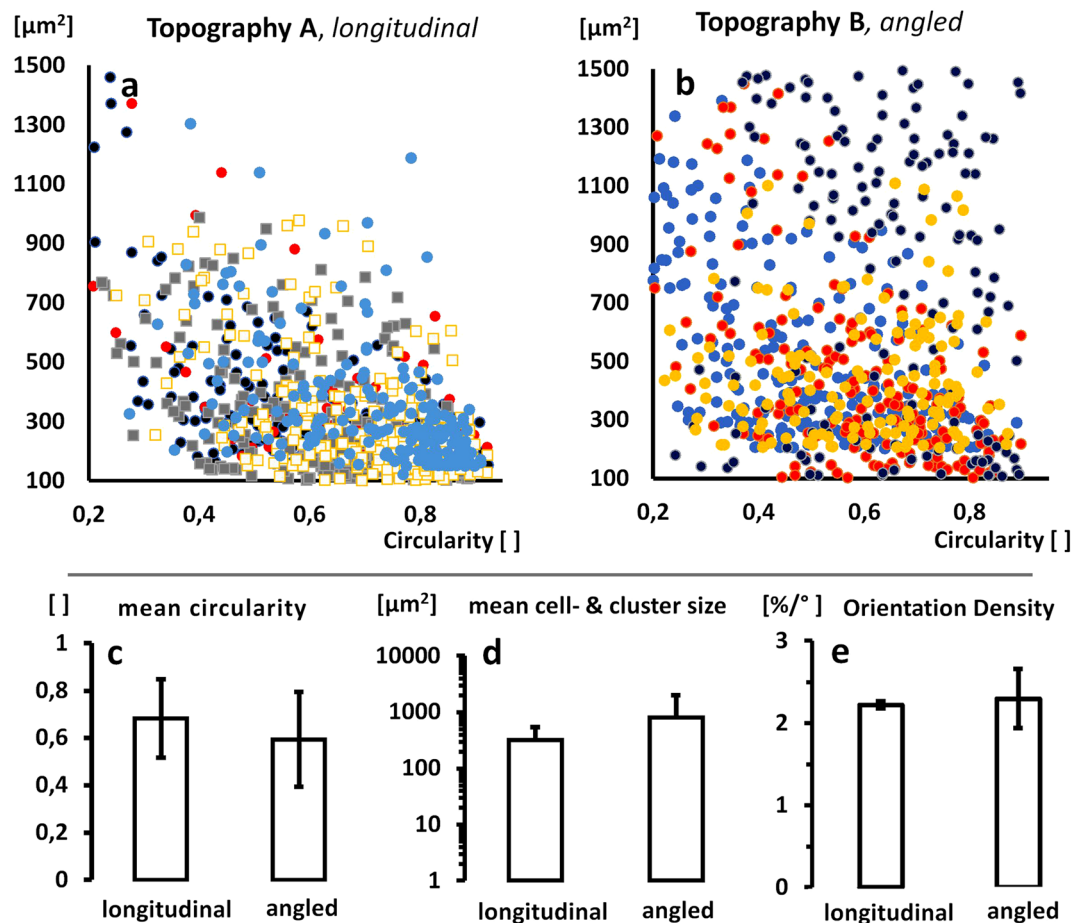 [µm²] Topography A, longitudinal
[µm²] Topography B, angled
a
1500
1300
1100
900
700
500
300
100
0,2 0,4 0,6 0,8
Circularity [ ]
b
1500
1300
1100
900
700
500
300
100
0,2 0,4 0,6 0,8
Circularity [ ]
[ ] mean circularity
c
1
0,8
0,6
0,4
0,2
0
longitudinal angled
[µm²] mean cell- & cluster size
d
10000
1000
100
10
1
longitudinal angled
[%/° ] Orientation Density
e
3
2
1
0
longitudinal angled